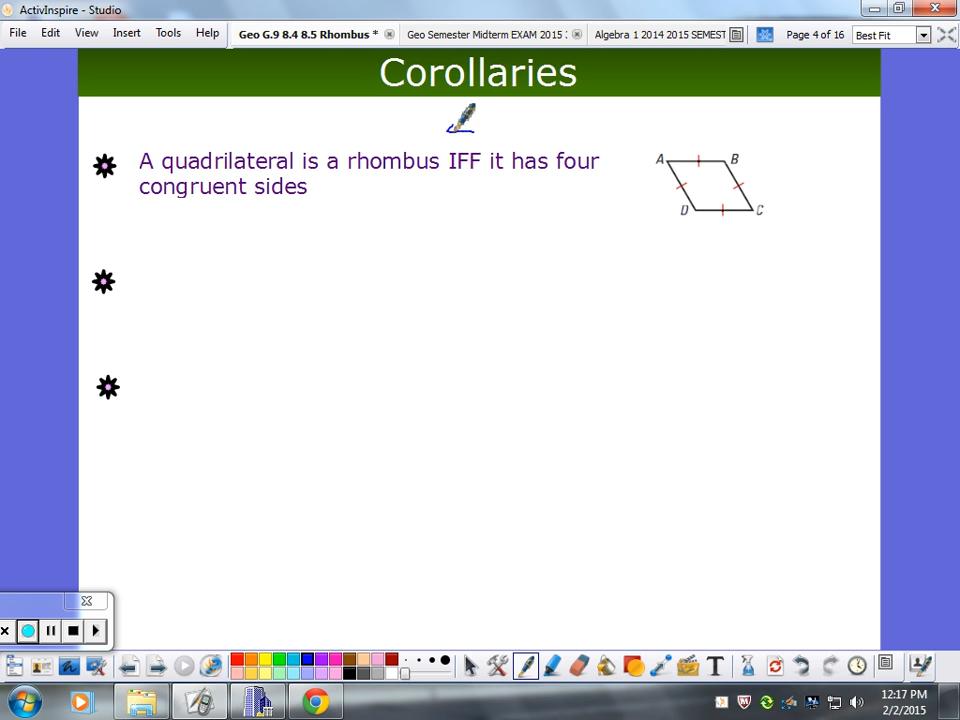 ActivInspire - Studio
File Edit View Insert Tools Help
Geo G.9 8.4 8.5 Rhombus *
Geo Semester Midterm EXAM 2015
Algebra 1 2014 2015 SEMEST
Page 4 of 16
Best Fit
Corollaries
A quadrilateral is a rhombus IFF it has four
congruent sides
A B
D C
12:17 PM
2/2/2015